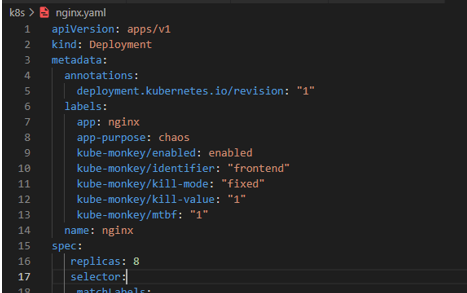 k8s > nginx.yaml
1 apiVersion: apps/v1
2 kind: Deployment
3 metadata:
4 annotations:
5 deployment.kubernetes.io/revision: "1"
6 labels:
7 app: nginx
8 app-purpose: chaos
9 kube-monkey/enabled: enabled
10 kube-monkey/identifier: "frontend"
11 kube-monkey/kill-mode: "fixed"
12 kube-monkey/kill-value: "1"
13 kube-monkey/mtbf: "1"
14 name: nginx
15 spec:
16 replicas: 8
17 selector:
18 matchLabels: